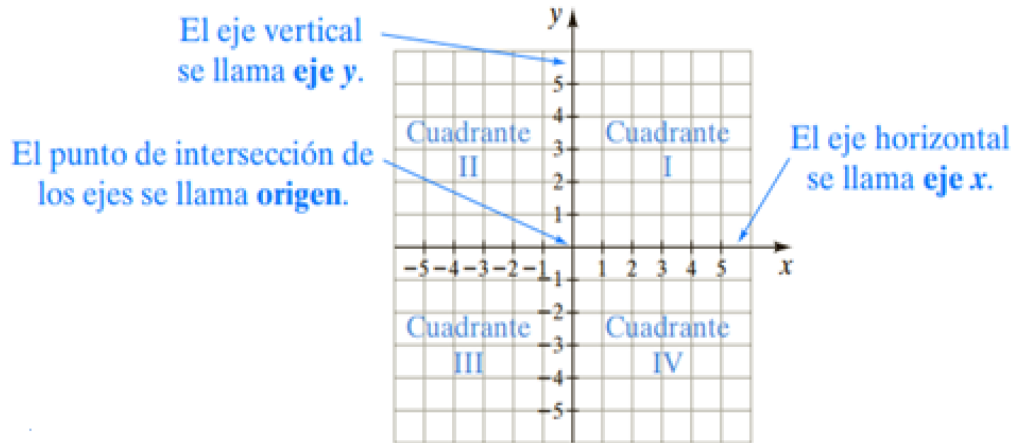 y
El eje vertical
se llama eje y.
5
4
Cuadrante
II
Cuadrante
I
3
2
1
El punto de intersección de
los ejes se llama origen.
El eje horizontal
se llama eje x.
−5 −4 −3 −2 −1 1 2 3 4 5 x
−1
−2
Cuadrante
III
Cuadrante
IV
−3
−4
−5